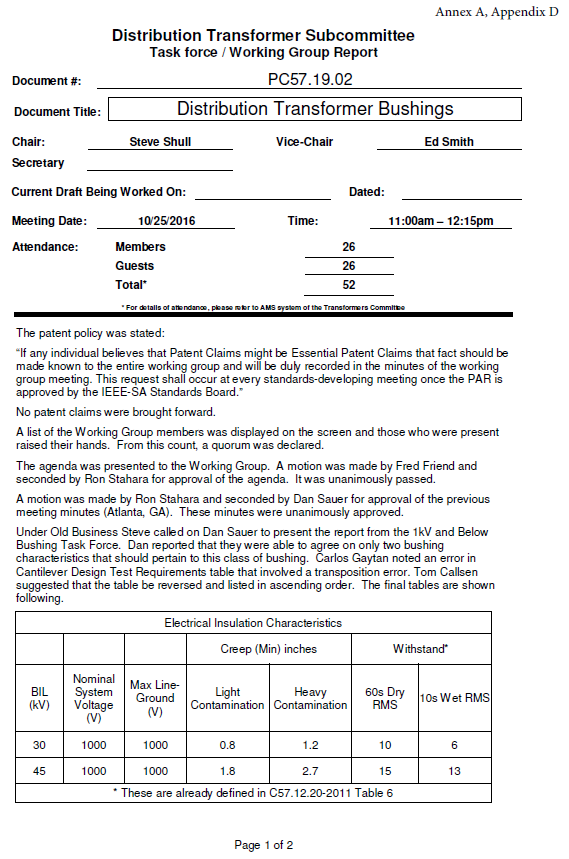 Annex A, Appendix D
Distribution Transformer Subcommittee
Task force / Working Group Report
Document #: PC57.19.02
Document Title: Distribution Transformer Bushings
Chair: Steve Shull Vice-Chair Ed Smith
Secretary
Current Draft Being Worked On: Dated:
Meeting Date: 10/25/2016 Time: 11:00am – 12:15pm
Attendance: Members 26
Guests 26
Total* 52
* For details of attendance, please refer to AMS system of the Transformers Committee
The patent policy was stated:
“If any individual believes that Patent Claims might be Essential Patent Claims that fact should be
made known to the entire working group and will be duly recorded in the minutes of the working
group meeting. This request shall occur at every standards-developing meeting once the PAR is
approved by the IEEE-SA Standards Board.”
No patent claims were brought forward.
A list of the Working Group members was displayed on the screen and those who were present
raised their hands. From this count, a quorum was declared.
The agenda was presented to the Working Group. A motion was made by Fred Friend and
seconded by Ron Stahara for approval of the agenda. It was unanimously passed.
A motion was made by Ron Stahara and seconded by Dan Sauer for approval of the previous
meeting minutes (Atlanta, GA). These minutes were unanimously approved.
Under Old Business Steve called on Dan Sauer to present the report from the 1kV and Below
Bushing Task Force. Dan reported that they were able to agree on only two bushing
characteristics that should pertain to this class of bushing. Carlos Gaytan noted an error in
Cantilever Design Test Requirements table that involved a transposition error. Tom Callsen
suggested that the table be reversed and listed in ascending order. The final tables are shown
following.
Electrical Insulation Characteristics
Creep (Min) inches Withstand*
BIL (kV) Nominal System Voltage (V) Max Line-Ground (V) Light Contamination Heavy Contamination 60s Dry RMS 10s Wet RMS
30 1000 1000 0.8 1.2 10 6
45 1000 1000 1.8 2.7 15 13
* These are already defined in C57.12.20-2011 Table 6
Page 1 of 2